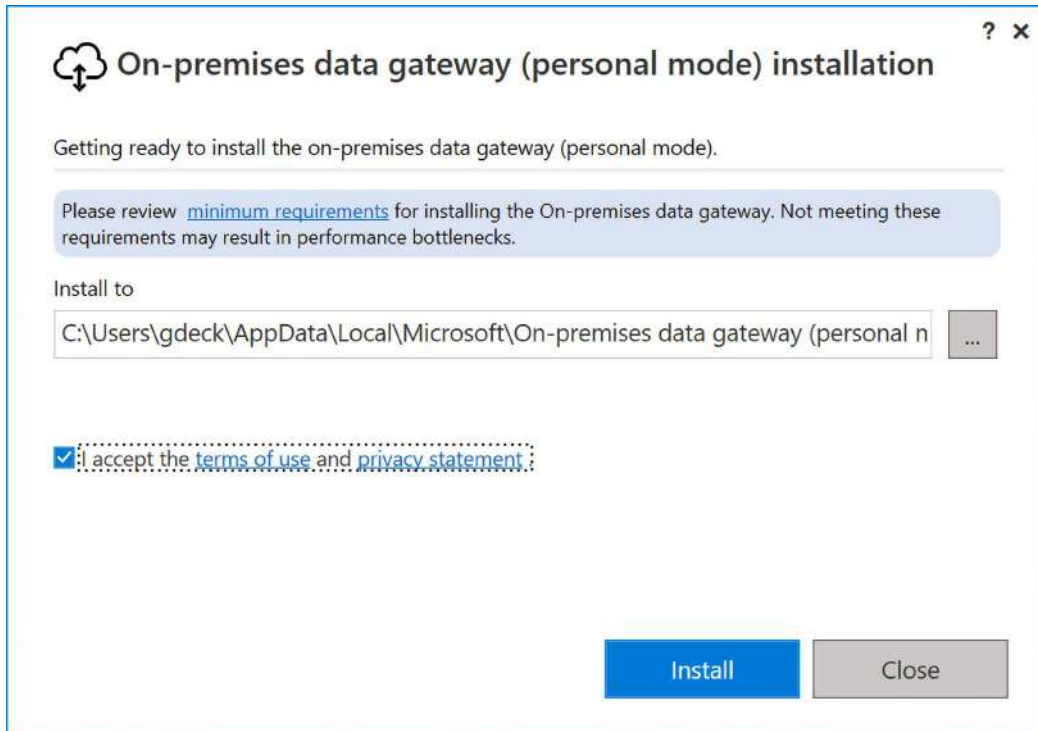 ? ×
On-premises data gateway (personal mode) installation
Getting ready to install the on-premises data gateway (personal mode).
Please review minimum requirements for installing the On-premises data gateway. Not meeting these
requirements may result in performance bottlenecks.
Install to
C:\Users\gdeck\AppData\Local\Microsoft\On-premises data gateway (personal n
...
I accept the terms of use and privacy statement .
Install
Close